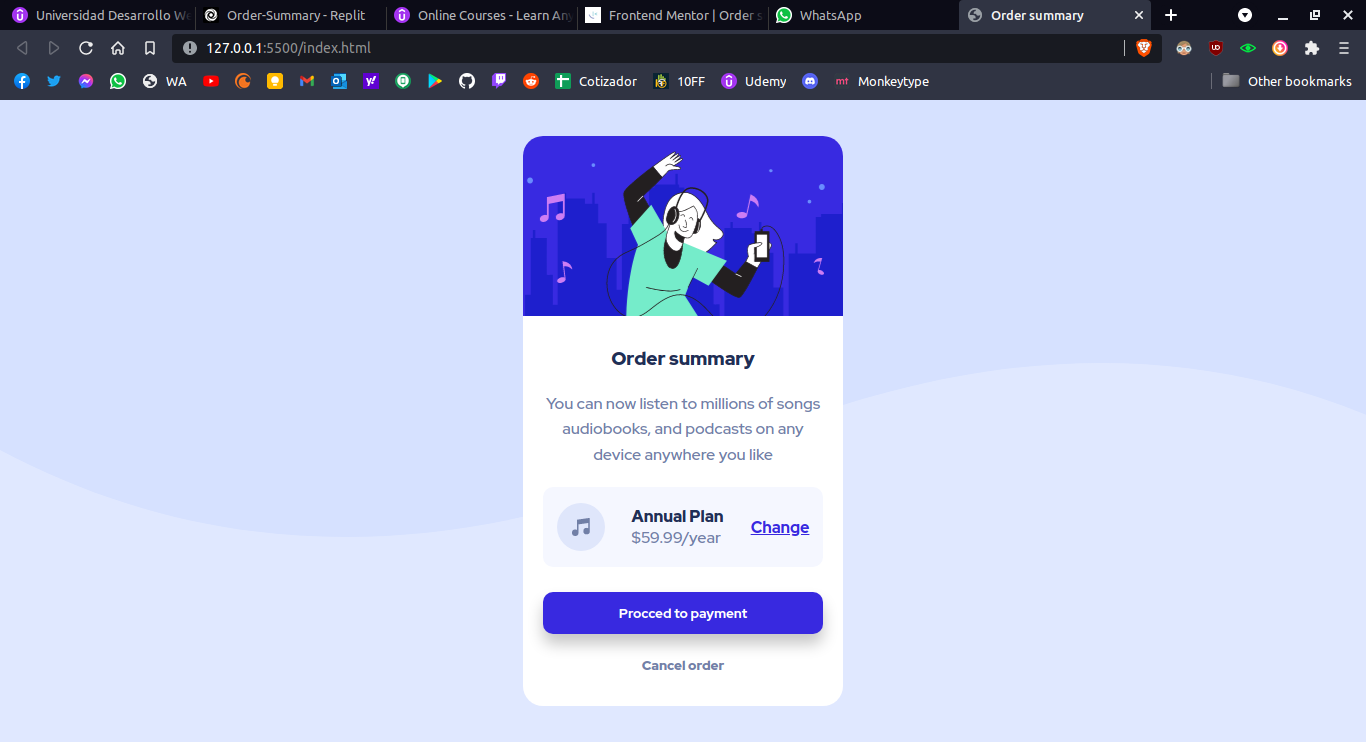 Universidad Desarrollo We
Order-Summary - Replit
Online Courses - Learn Any
Frontend Mentor | Order s
WhatsApp
Order summary
127.0.0.1:5500/index.html
WA
Cotizador
10FF
Udemy
mt
Monkeytype
Other bookmarks
Order summary
You can now listen to millions of songs
audiobooks, and podcasts on any
device anywhere you like
Annual Plan
$59.99/year
Change
Procced to payment
Cancel order